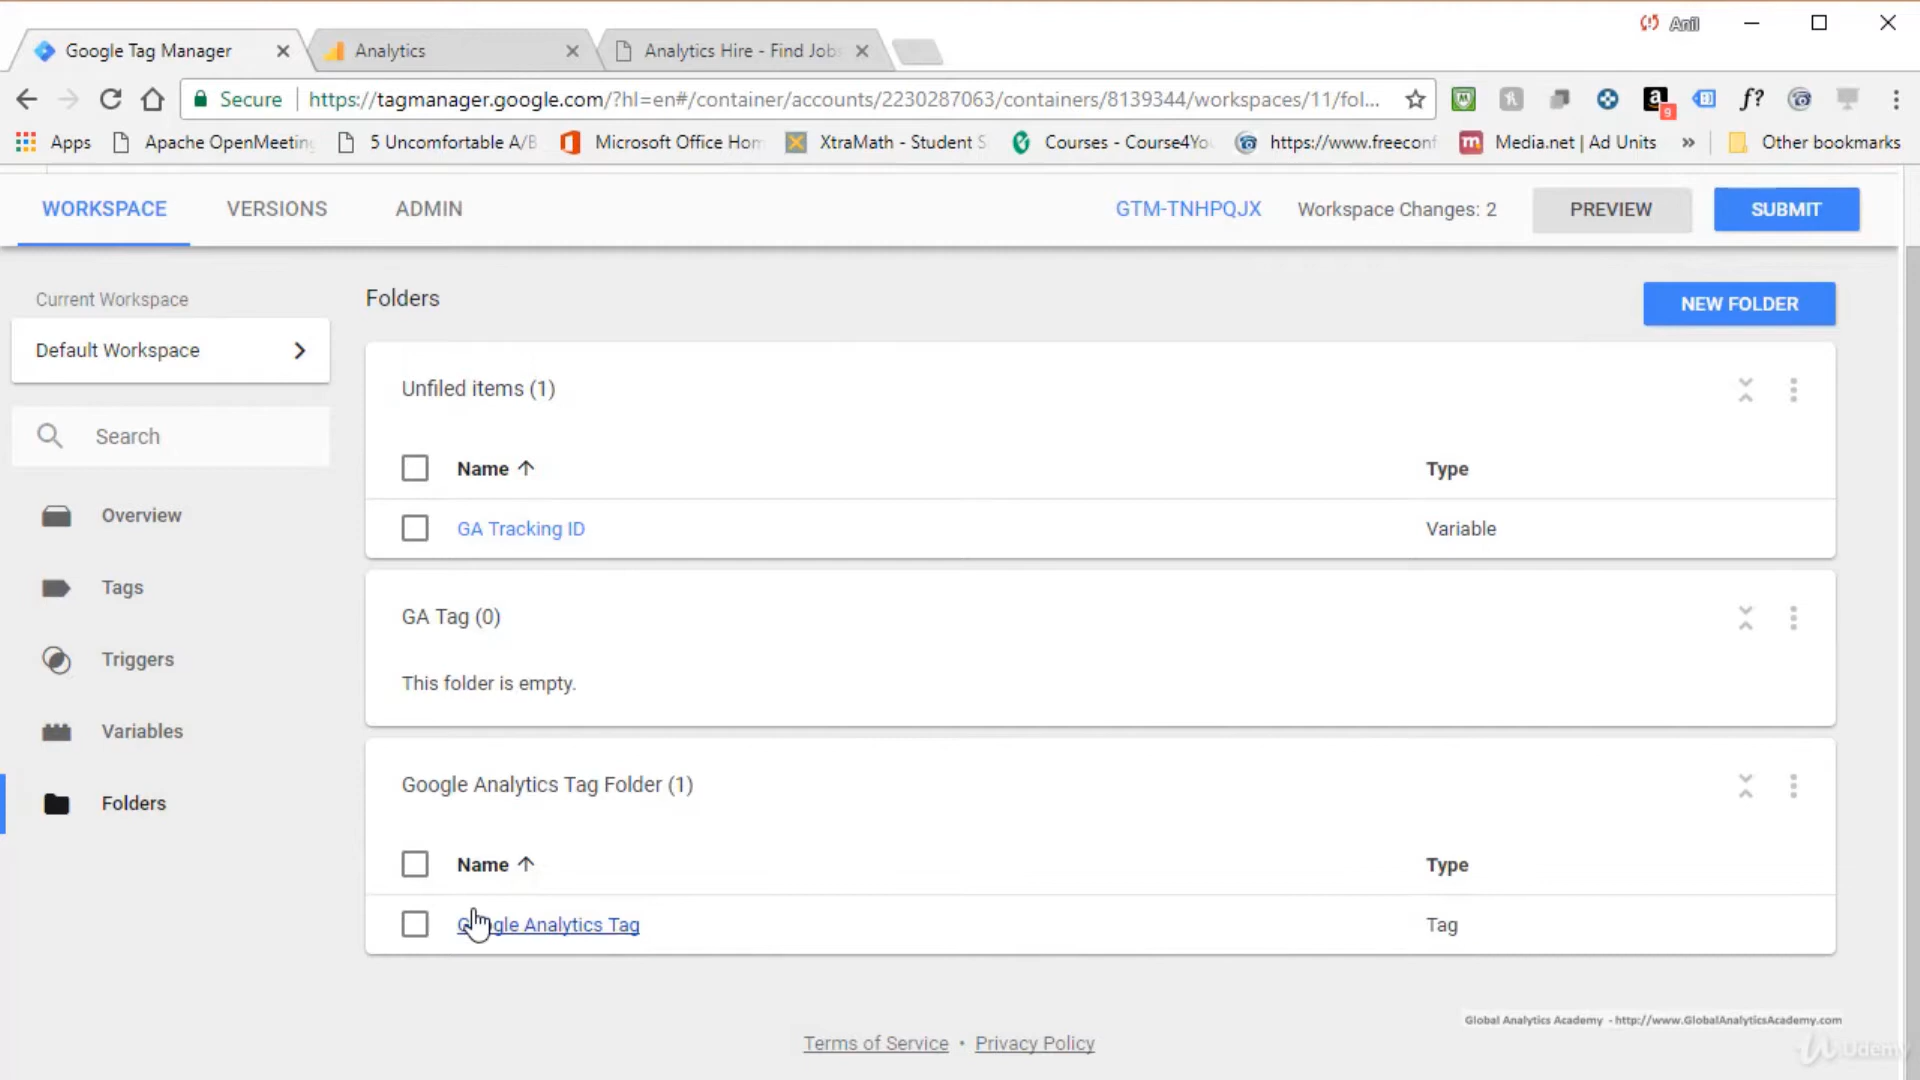 Anil
Google Tag Manager
Analytics
Analytics Hire - Find Jobs
Secure https://tagmanager.google.com/?hl=en#/container/accounts/2230287063/containers/8139344/workspaces/11/fol...
9
f?
Apps Apache OpenMeeting 5 Uncomfortable A/B Microsoft Office Hom XtraMath - Student S Courses - Course4Yo https://www.freeconf Media.net | Ad Units » Other bookmarks
WORKSPACE VERSIONS ADMIN GTM-TNHPQJX Workspace Changes: 2 PREVIEW SUBMIT
Current Workspace
Default Workspace
Search
Overview
Tags
Triggers
Variables
Folders
Folders
NEW FOLDER
Unfiled items (1)
Name Type
GA Tracking ID Variable
GA Tag (0)
This folder is empty.
Google Analytics Tag Folder (1)
Name Type
Google Analytics Tag Tag
Global Analytics Academy - http://www.GlobalAnalyticsAcademy.com
Terms of Service • Privacy Policy
Udemy